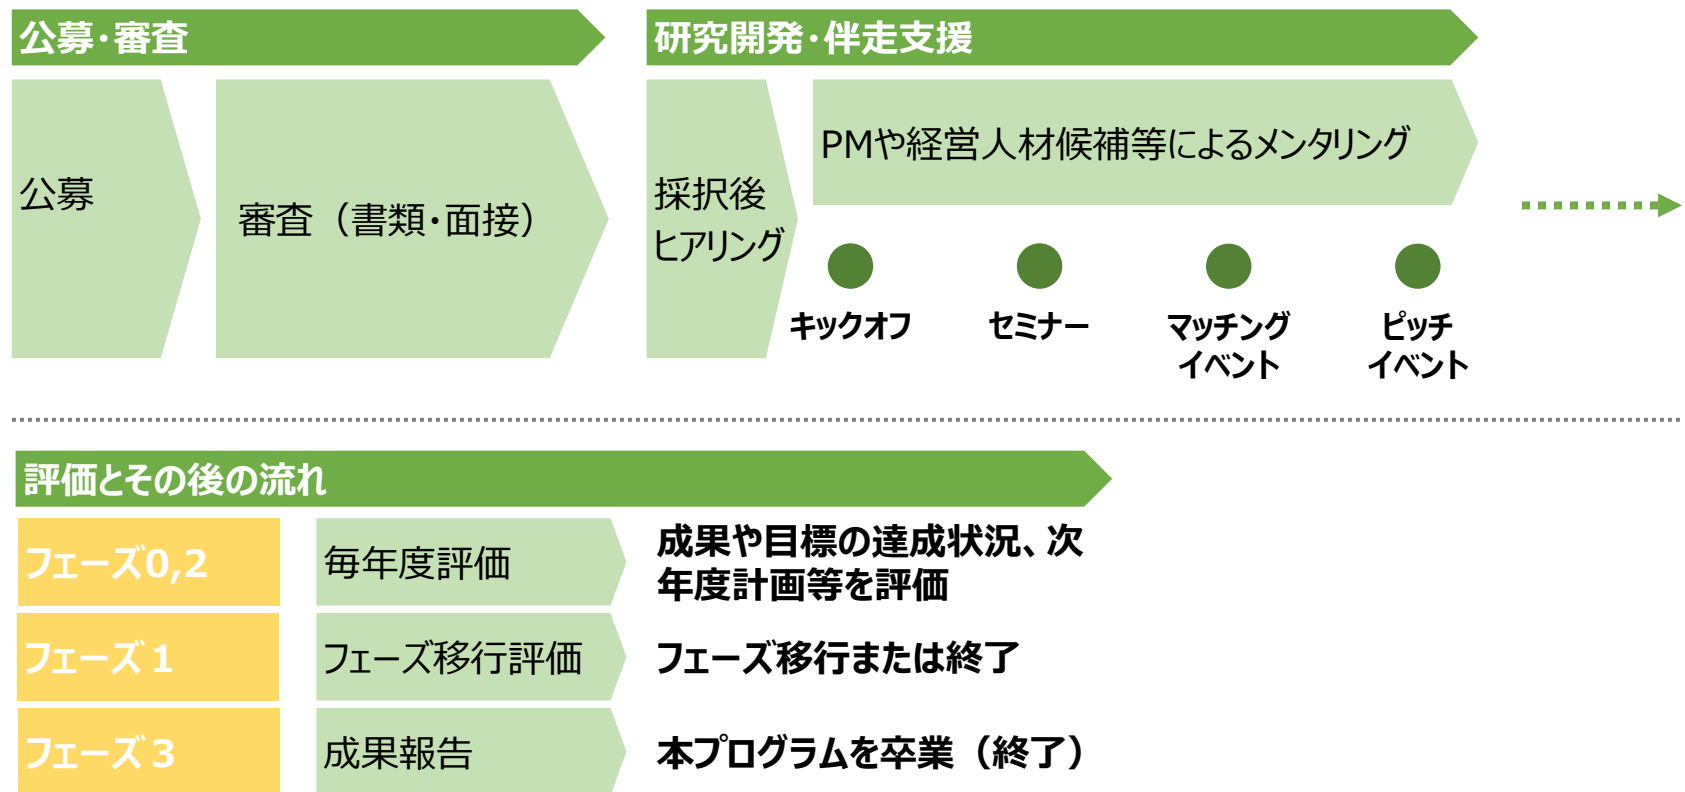 公募・審査
研究開発・伴走支援
公募
審査（書類・面接）
採択後
ヒアリング
PMや経営人材候補等によるメンタリング
キックオフ
セミナー
マッチング
イベント
ピッチ
イベント
評価とその後の流れ
フェーズ0,2
毎年度評価
成果や目標の達成状況、次
年度計画等を評価
フェーズ１
フェーズ移行評価
フェーズ移行または終了
フェーズ３
成果報告
本プログラムを卒業（終了）